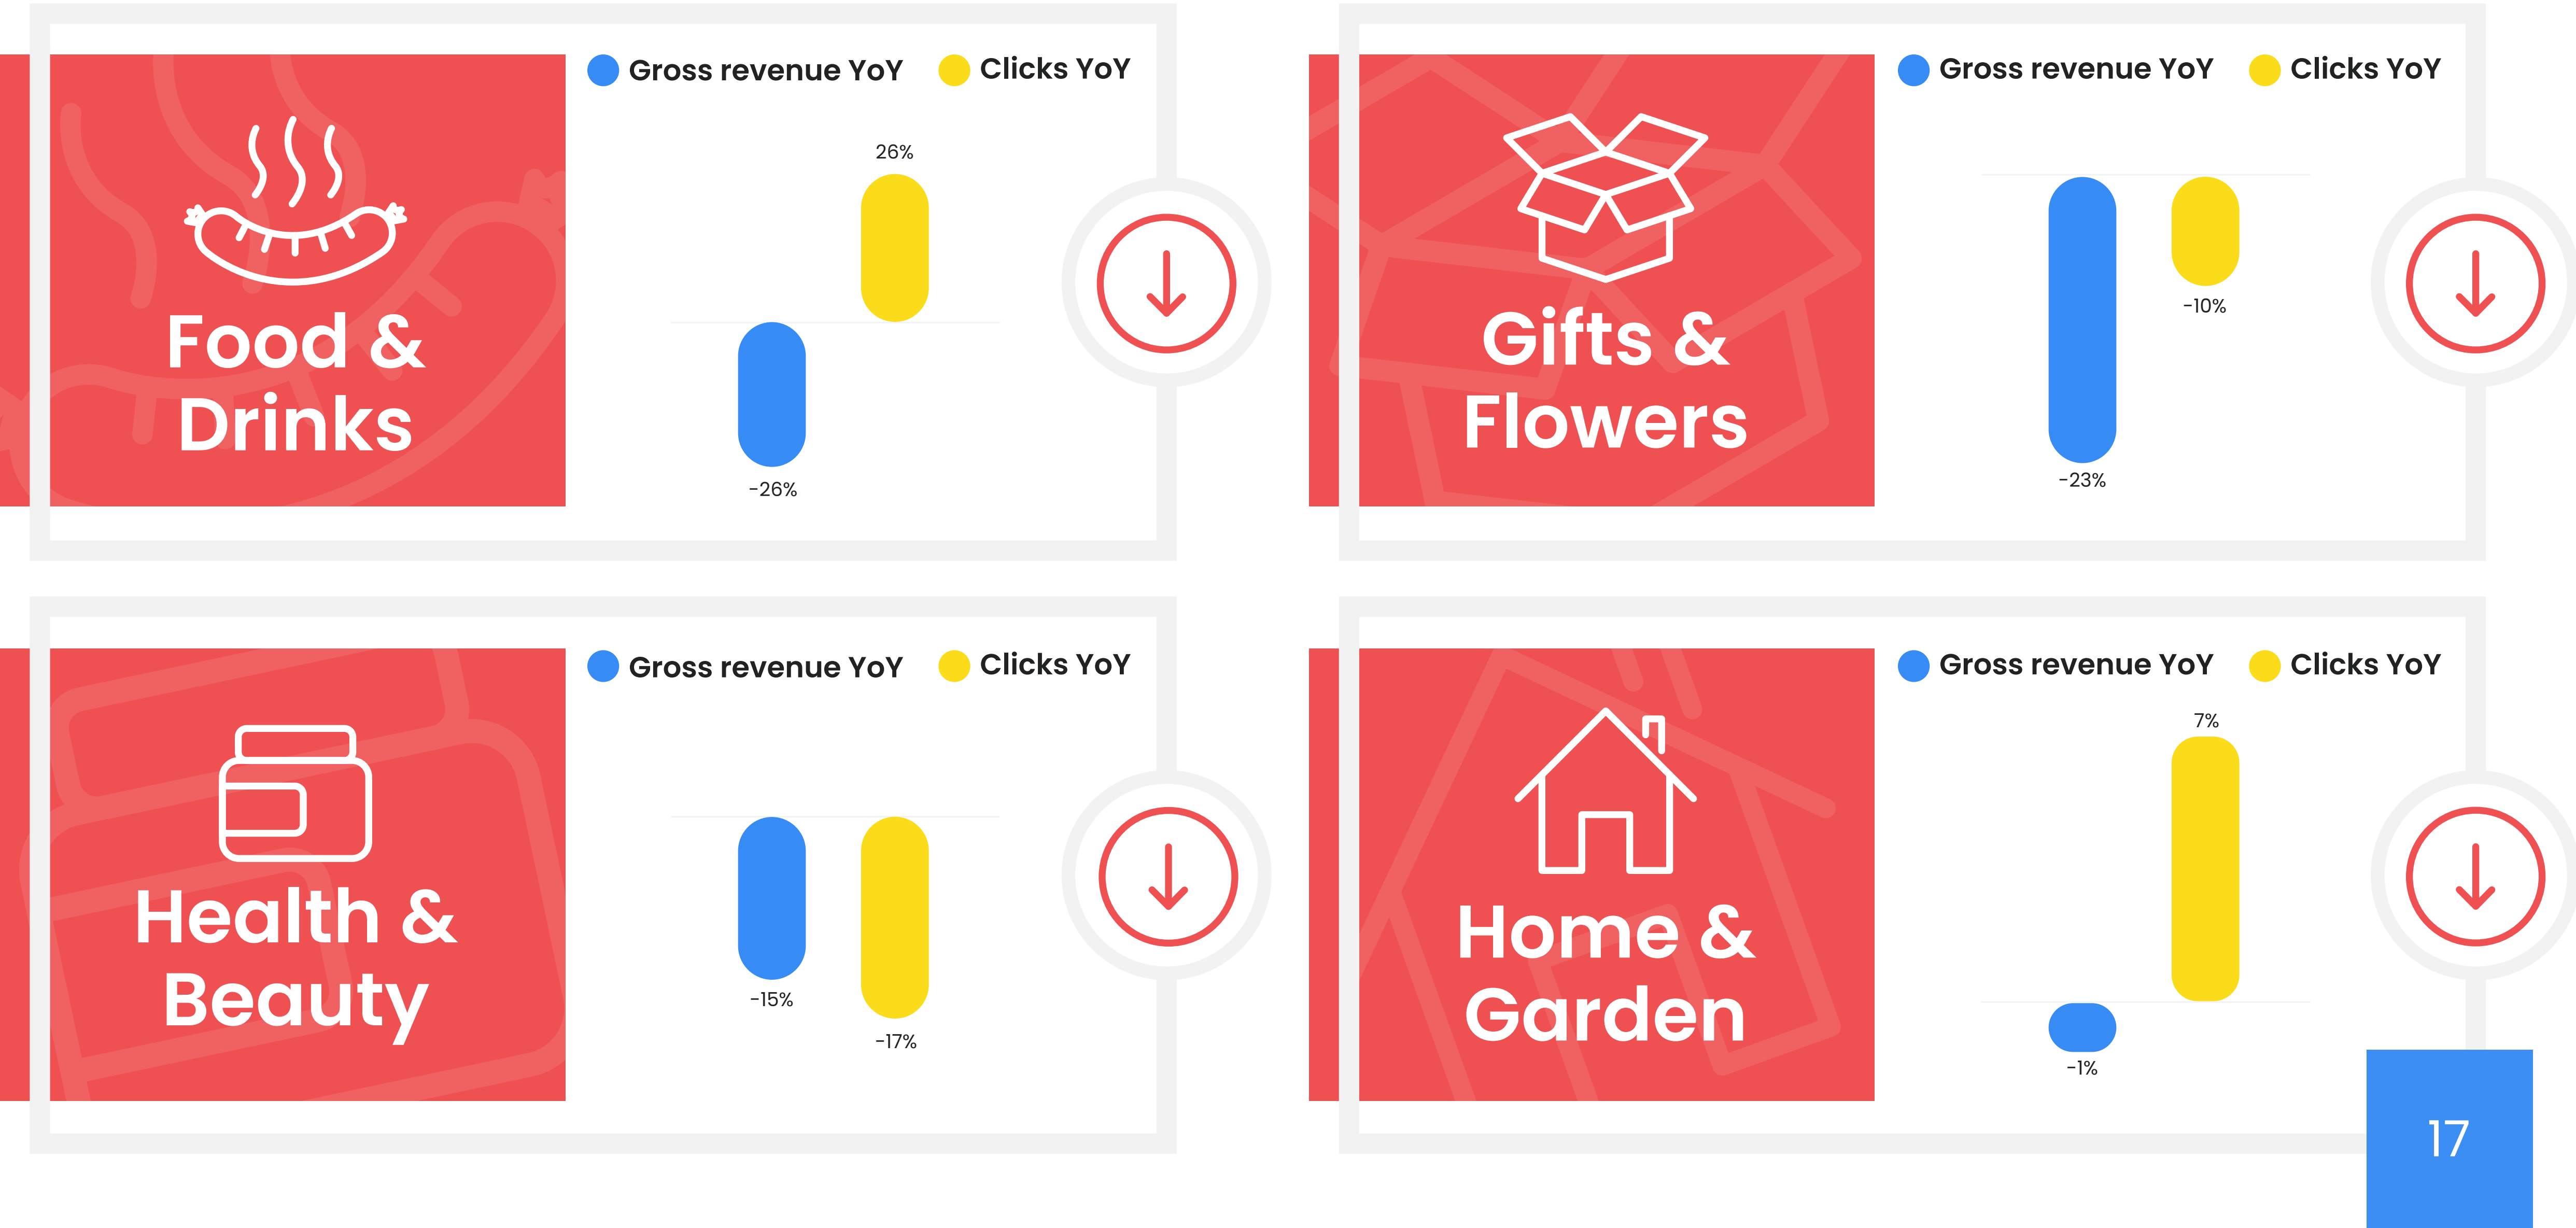 Gross revenue YoY
Clicks YoY
26%
-26%
Food &
Drinks
Gross revenue YoY
Clicks YoY
-10%
-23%
Gifts &
Flowers
Gross revenue YoY
Clicks YoY
-15%
-17%
Health &
Beauty
Gross revenue YoY
Clicks YoY
7%
-1%
Home &
Garden
17